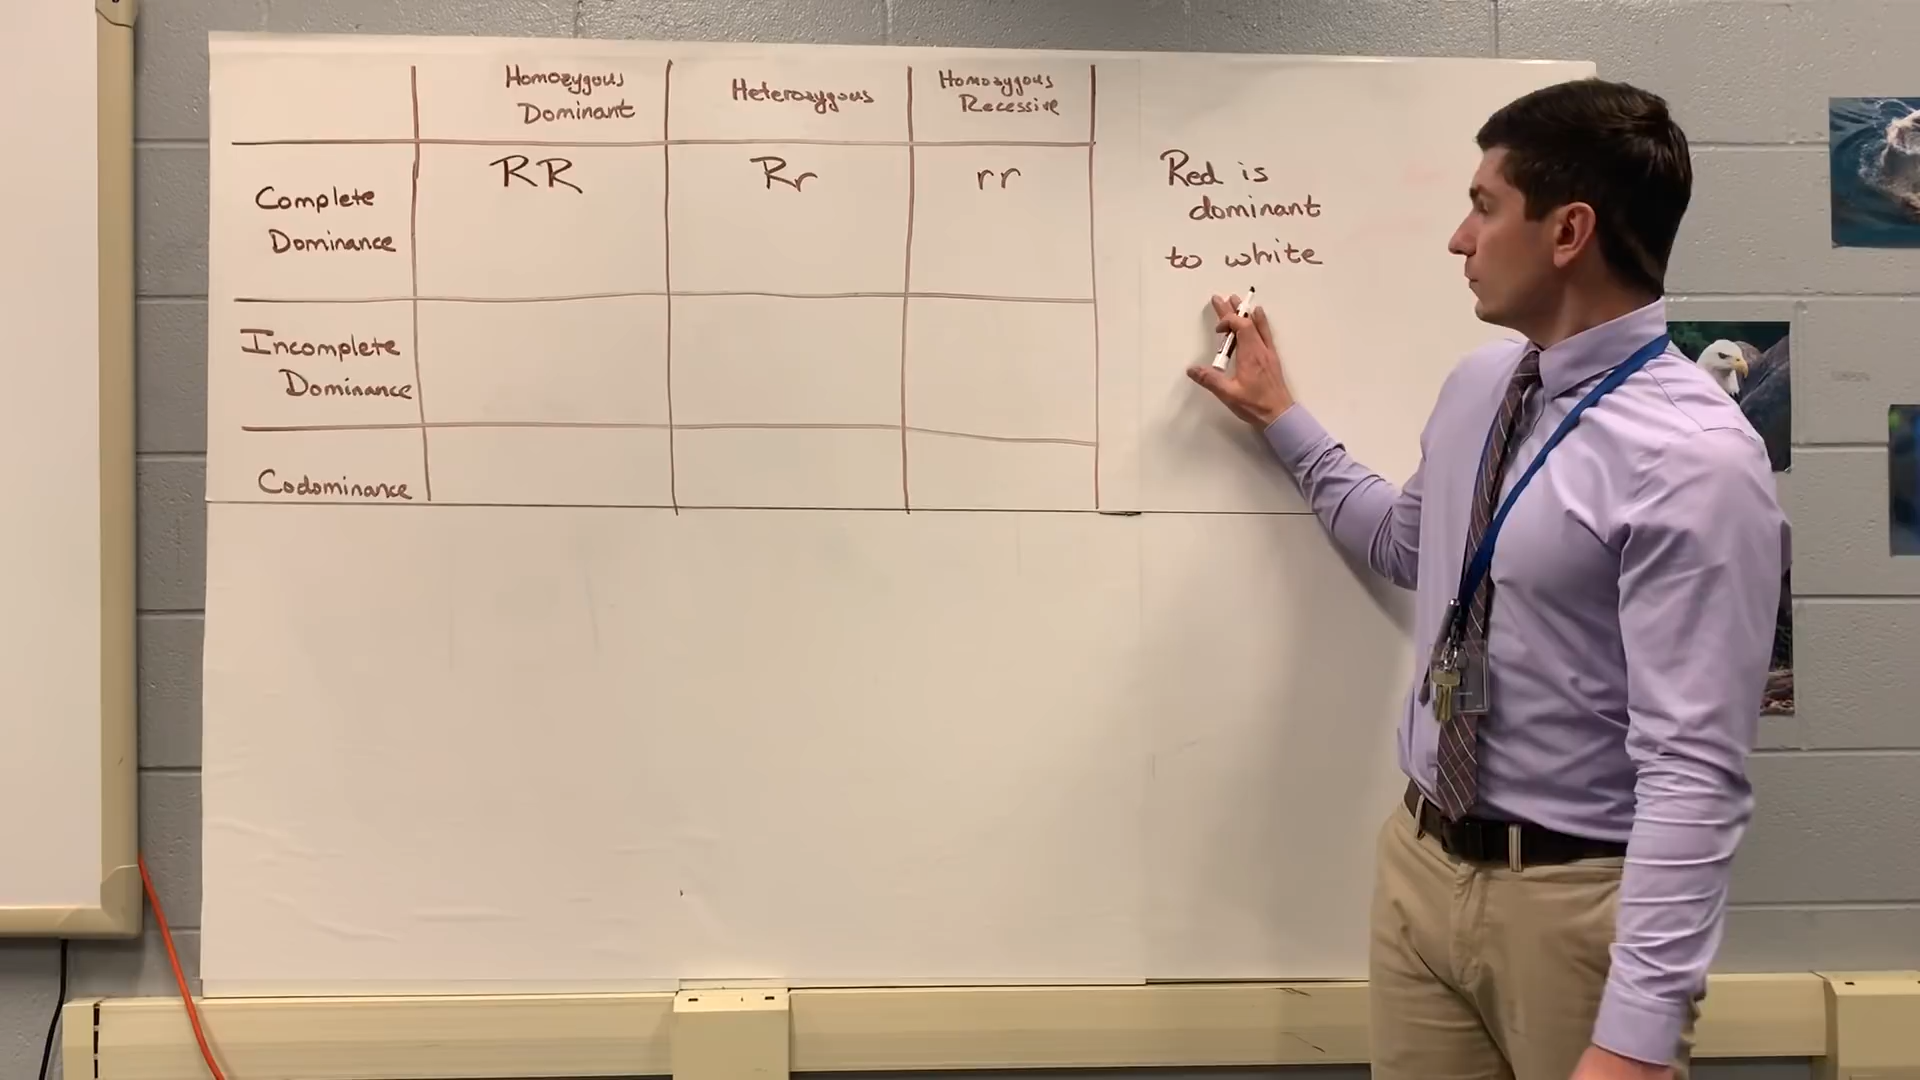 Homozygous
Dominant
Heterozygous
Homozygous
Recessive
Complete
Dominance
RR
Rr
rr
Incomplete
Dominance
Codominance
Red is
dominant
to white